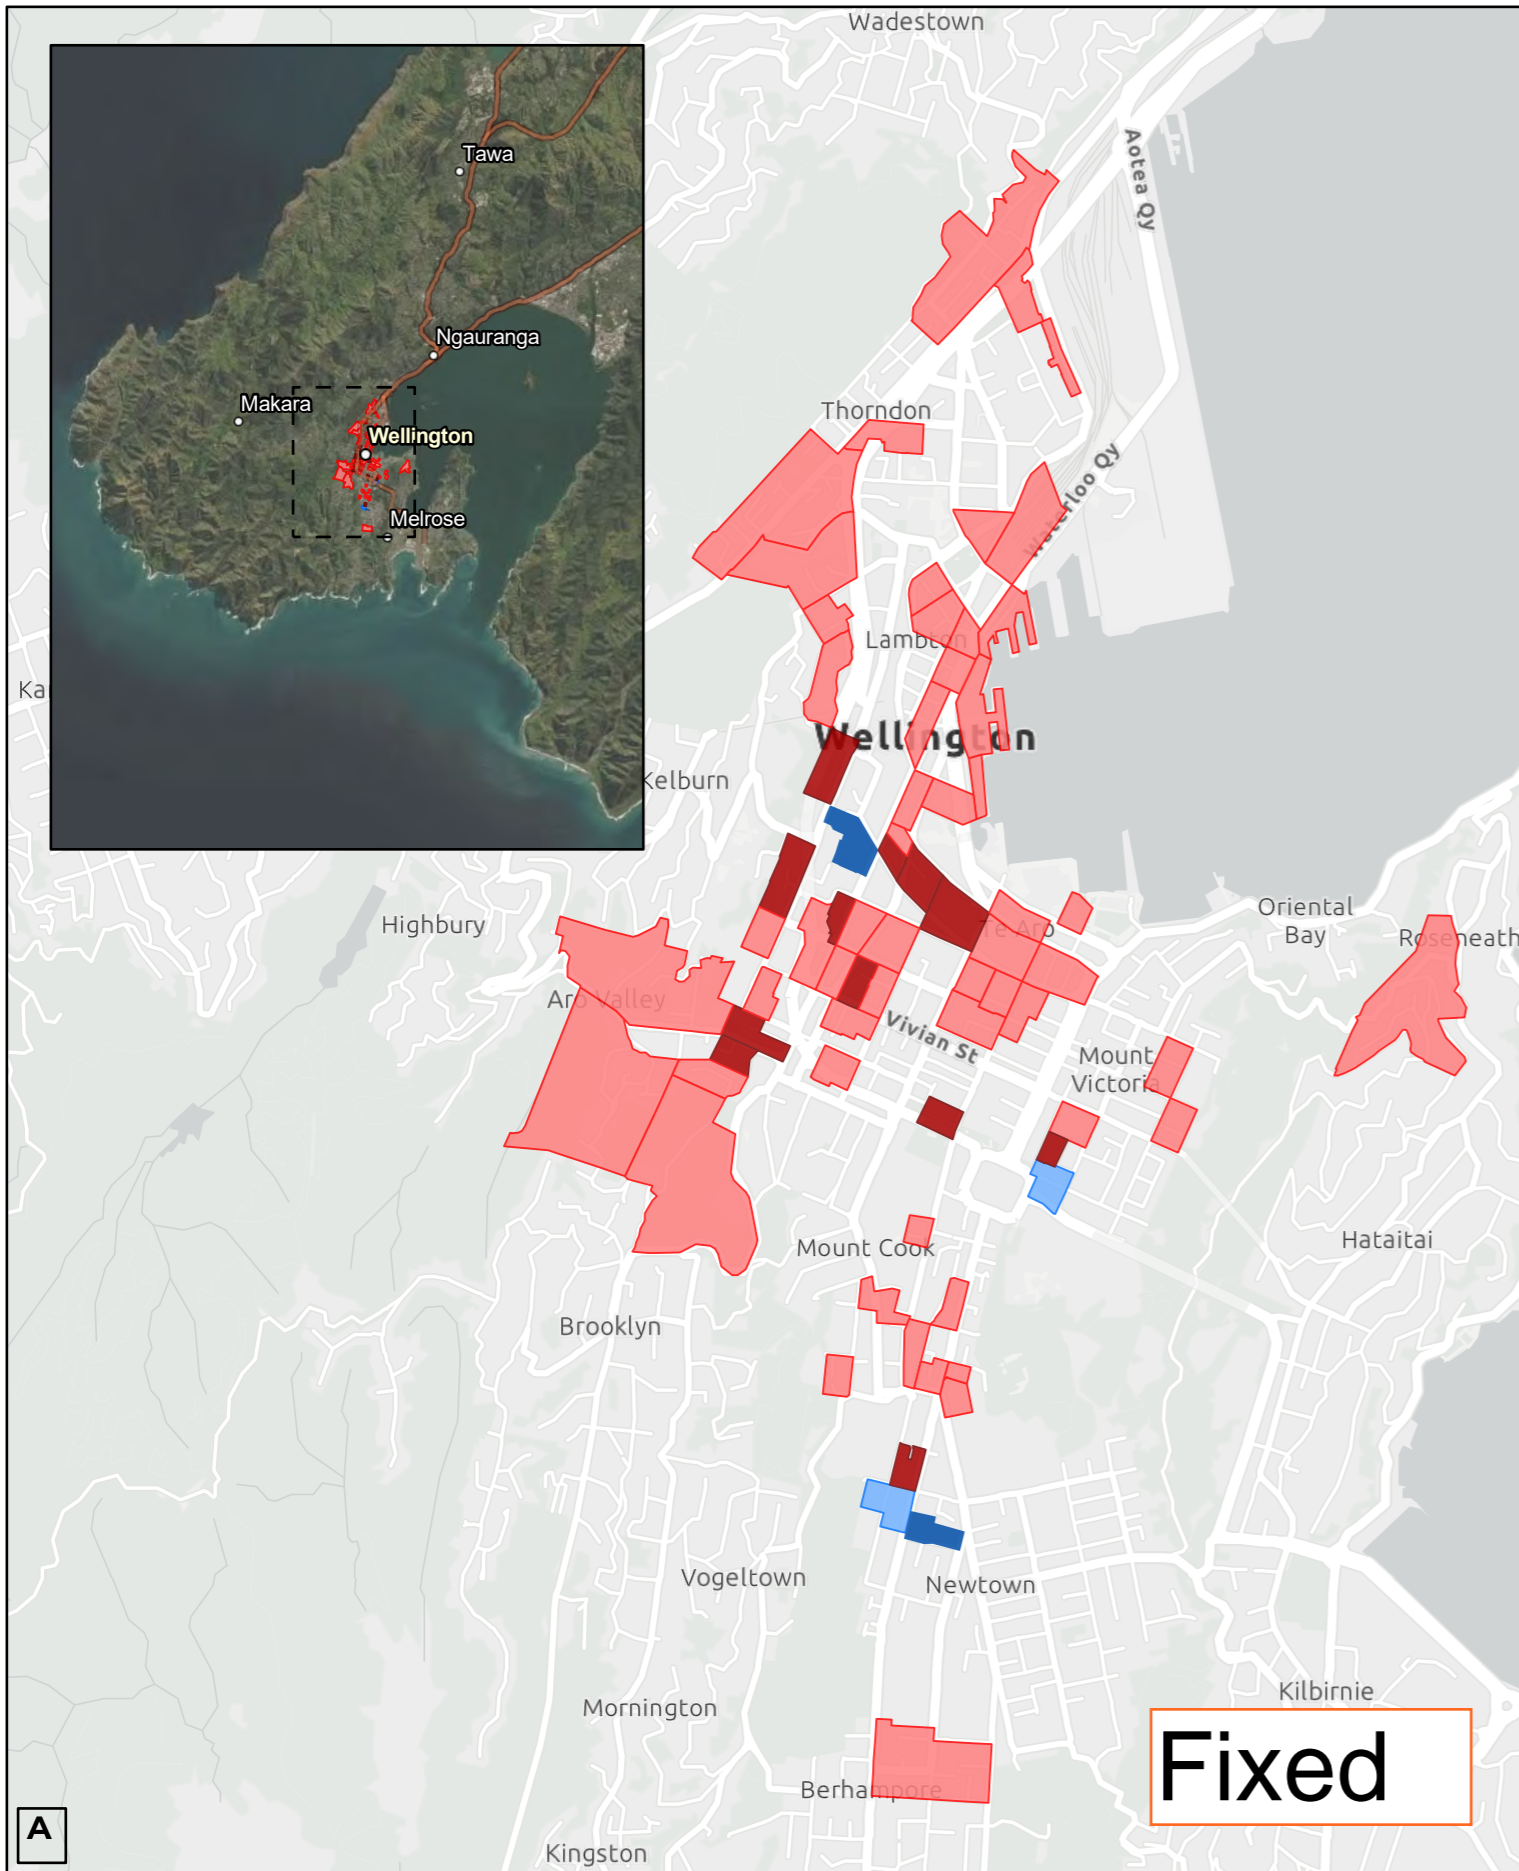 Wadestown
Aotea Qy
Tawa
Ngauranga
Makara
Wellington
Melrose
Thorndon
Waterloo Qy
Lambton
Ka
Wellington
Kelburn
Highbury
Oriental
Bay
Roseneath
Te Aro
Aro Valley
Vivian St
Mount
Victoria
Hataitai
Mount Cook
Brooklyn
Vogeltown
Newtown
Kilbirnie
Mornington
Fixed
Berhampore
A
Kingston